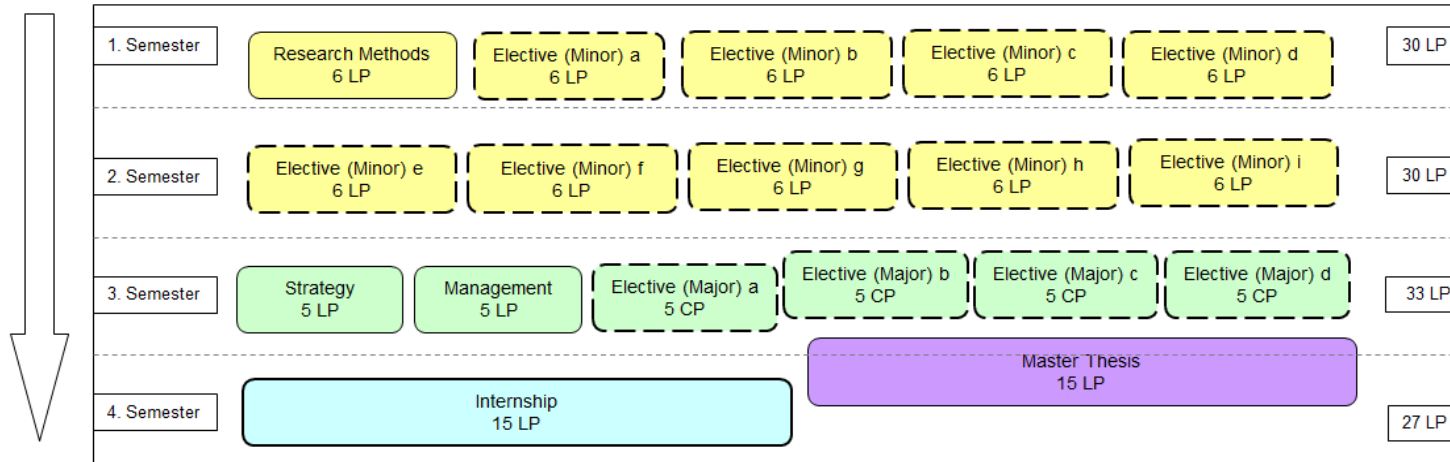 1. Semester
Research Methods
6 LP
Elective (Minor) a
6 LP
Elective (Minor) b
6 LP
Elective (Minor) c
6 LP
Elective (Minor) d
6 LP
30 LP
2. Semester
Elective (Minor) e
6 LP
Elective (Minor) f
6 LP
Elective (Minor) g
6 LP
Elective (Minor) h
6 LP
Elective (Minor) i
6 LP
30 LP
3. Semester
Strategy
5 LP
Management
5 LP
Elective (Major) a
5 CP
Elective (Major) b
5 CP
Elective (Major) c
5 CP
Elective (Major) d
5 CP
33 LP
Master Thesis
15 LP
4. Semester
Internship
15 LP
27 LP